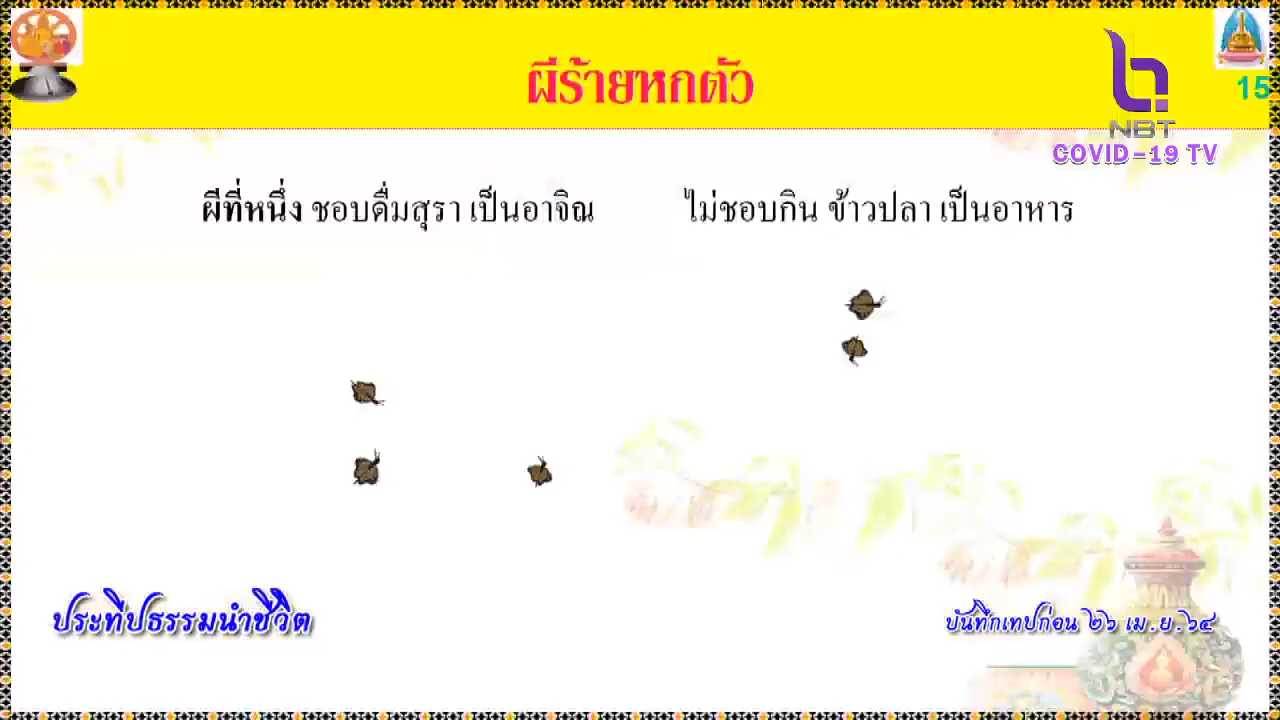 ผีร้ายหกตัว
NBT
15
COVID-19 TV
ผีที่หนึ่ง ชอบดื่มสุรา เป็นอาจิณ ไม่ชอบกิน ข้าวปลา เป็นอาหาร
ประทีปธรรมนำชีวิต
บันทึกเทปก่อน ๒๖ เม.ย.๖๔